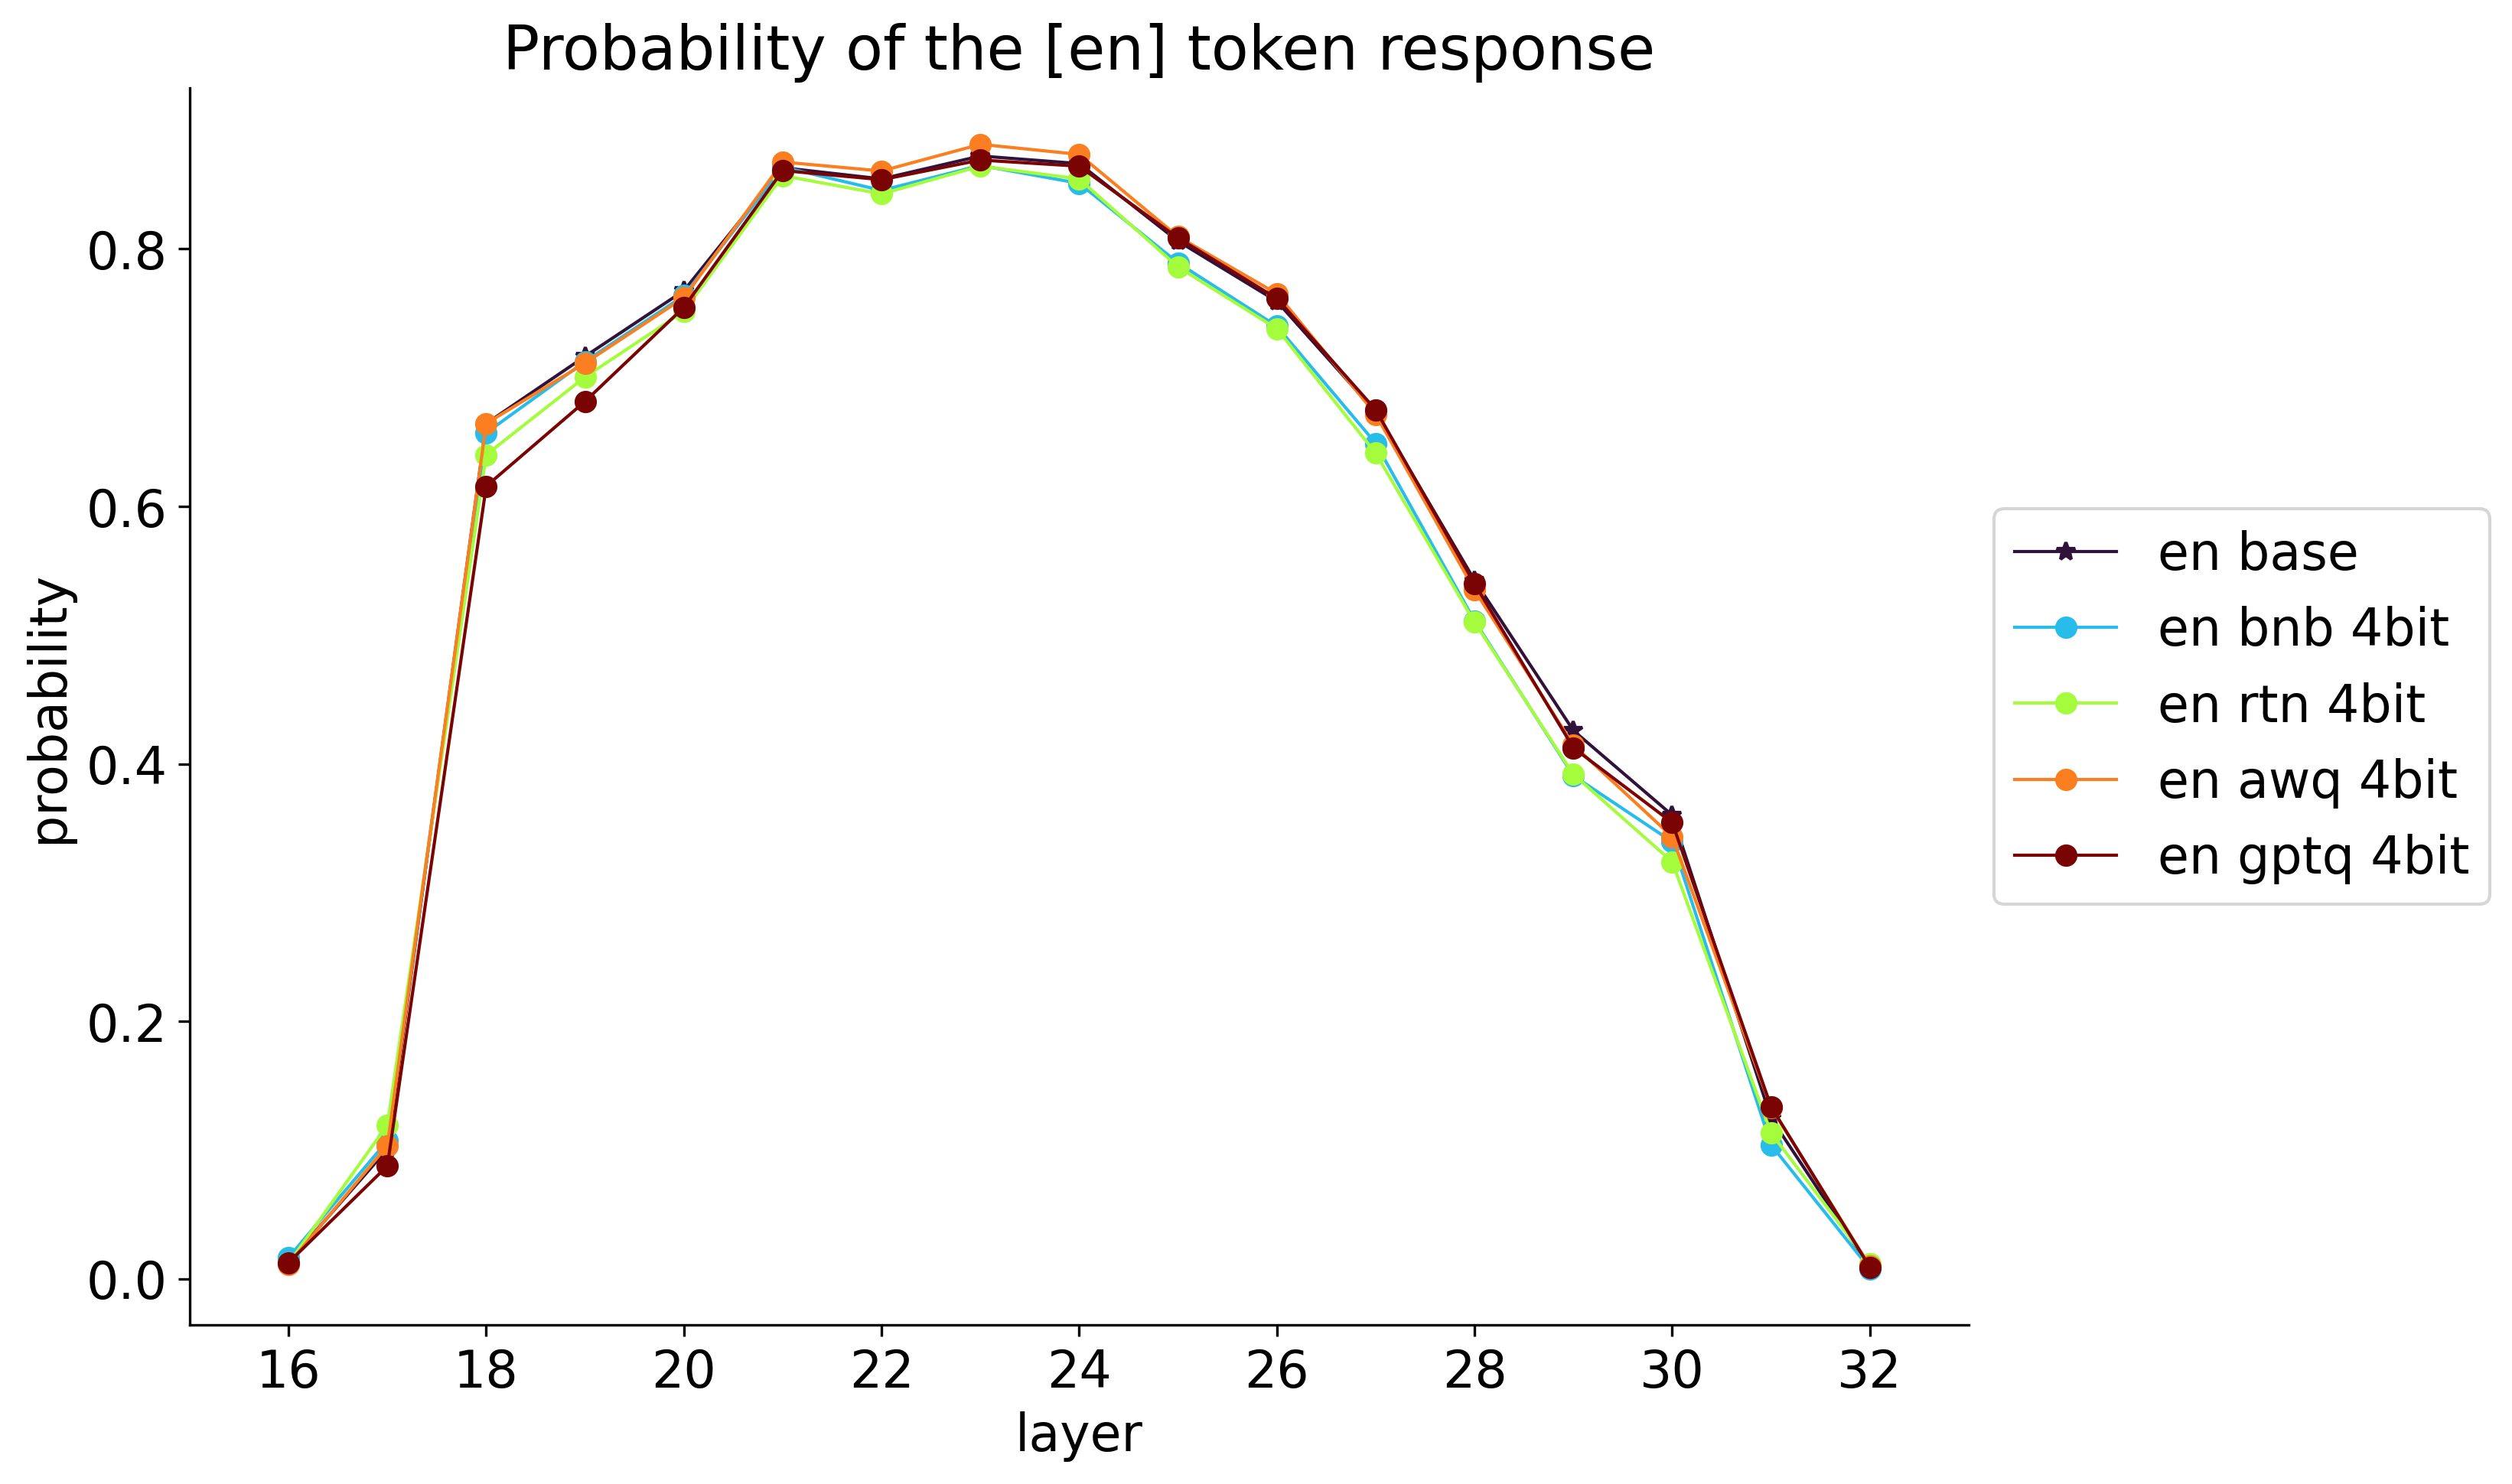 Probability of the [en] token response
probability
0.8
0.6
0.4
0.2
0.0
16 18 20 22 24 26 28 30 32
layer
en base
en bnb 4bit
en rtn 4bit
en awq 4bit
en gptq 4bit